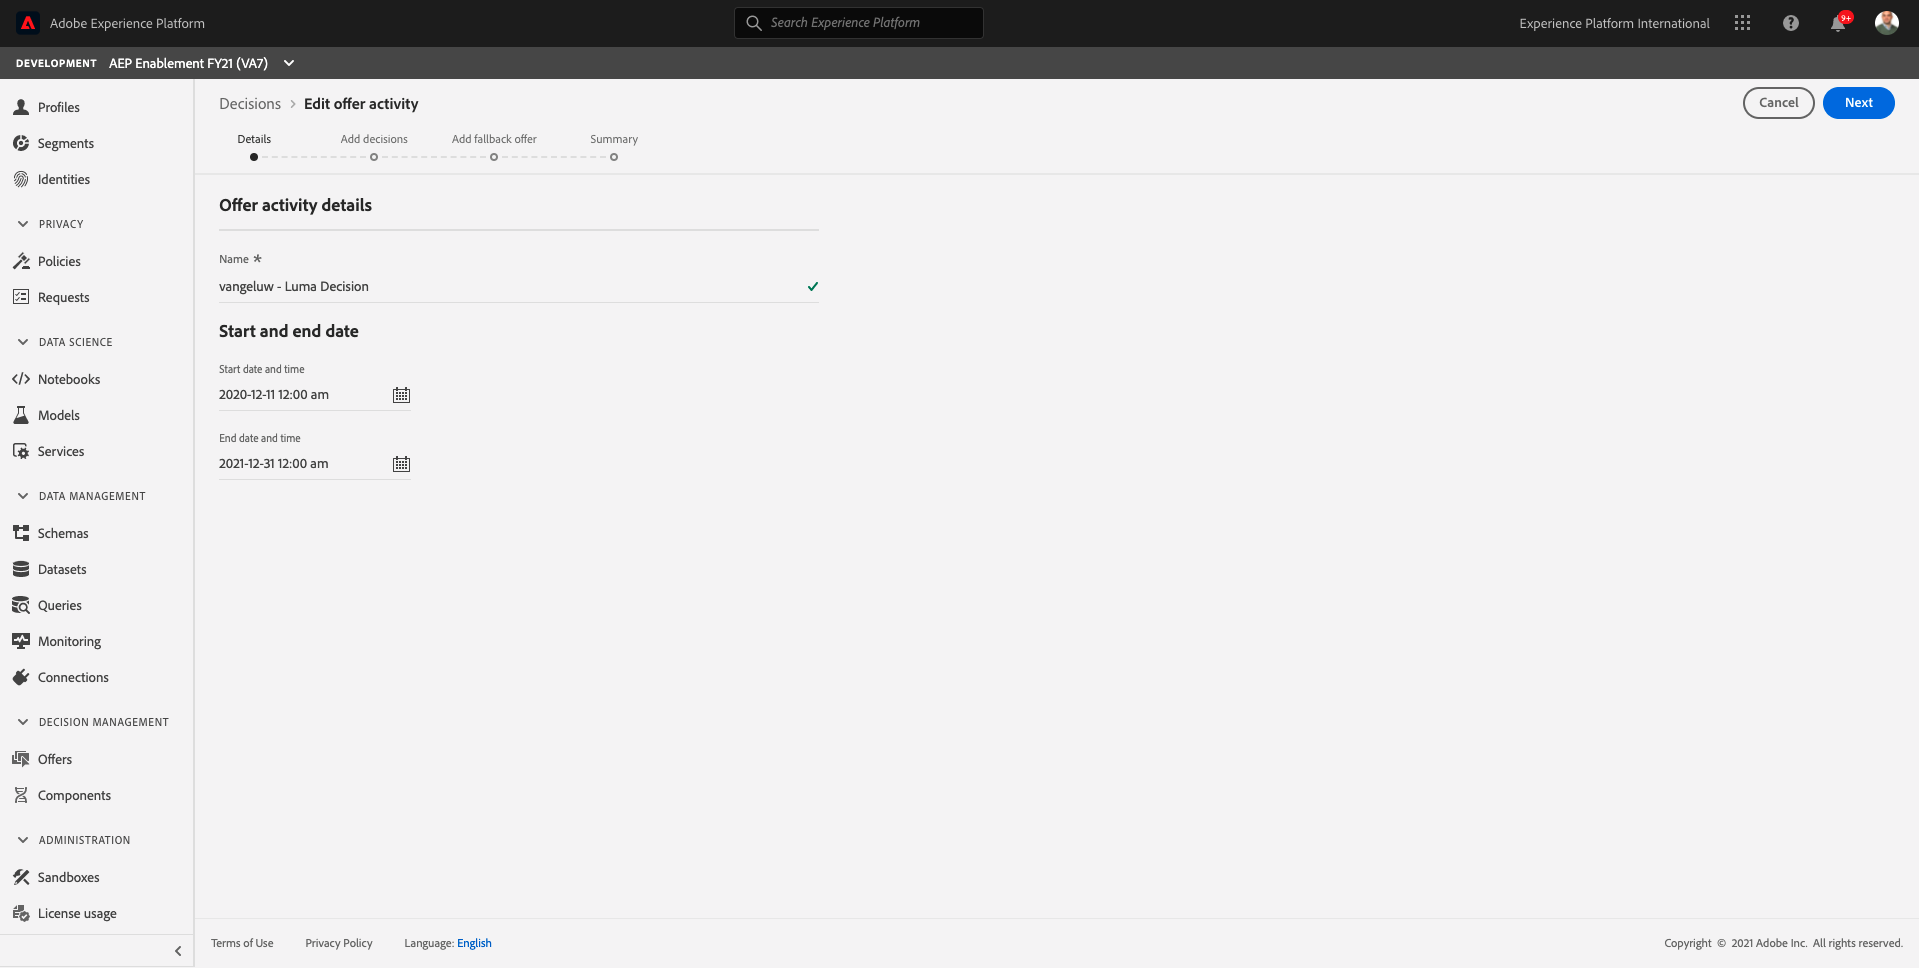 Adobe Experience Platform
Search Experience Platform
Experience Platform International
9+
DEVELOPMENT AEP Enablement FY21 (VA7)
Profiles
Segments
Identities
PRIVACY
Policies
Requests
DATA SCIENCE
Notebooks
Models
Services
DATA MANAGEMENT
Schemas
Datasets
Queries
Monitoring
Connections
DECISION MANAGEMENT
Offers
Components
ADMINISTRATION
Sandboxes
License usage
Decisions > Edit offer activity
Cancel
Next
Details
Add decisions
Add fallback offer
Summary
Offer activity details
Name *
vangeluw - Luma Decision
Start and end date
Start date and time
2020-12-11 12:00 am
End date and time
2021-12-31 12:00 am
Terms of Use
Privacy Policy
Language: English
Copyright © 2021 Adobe Inc. All rights reserved.